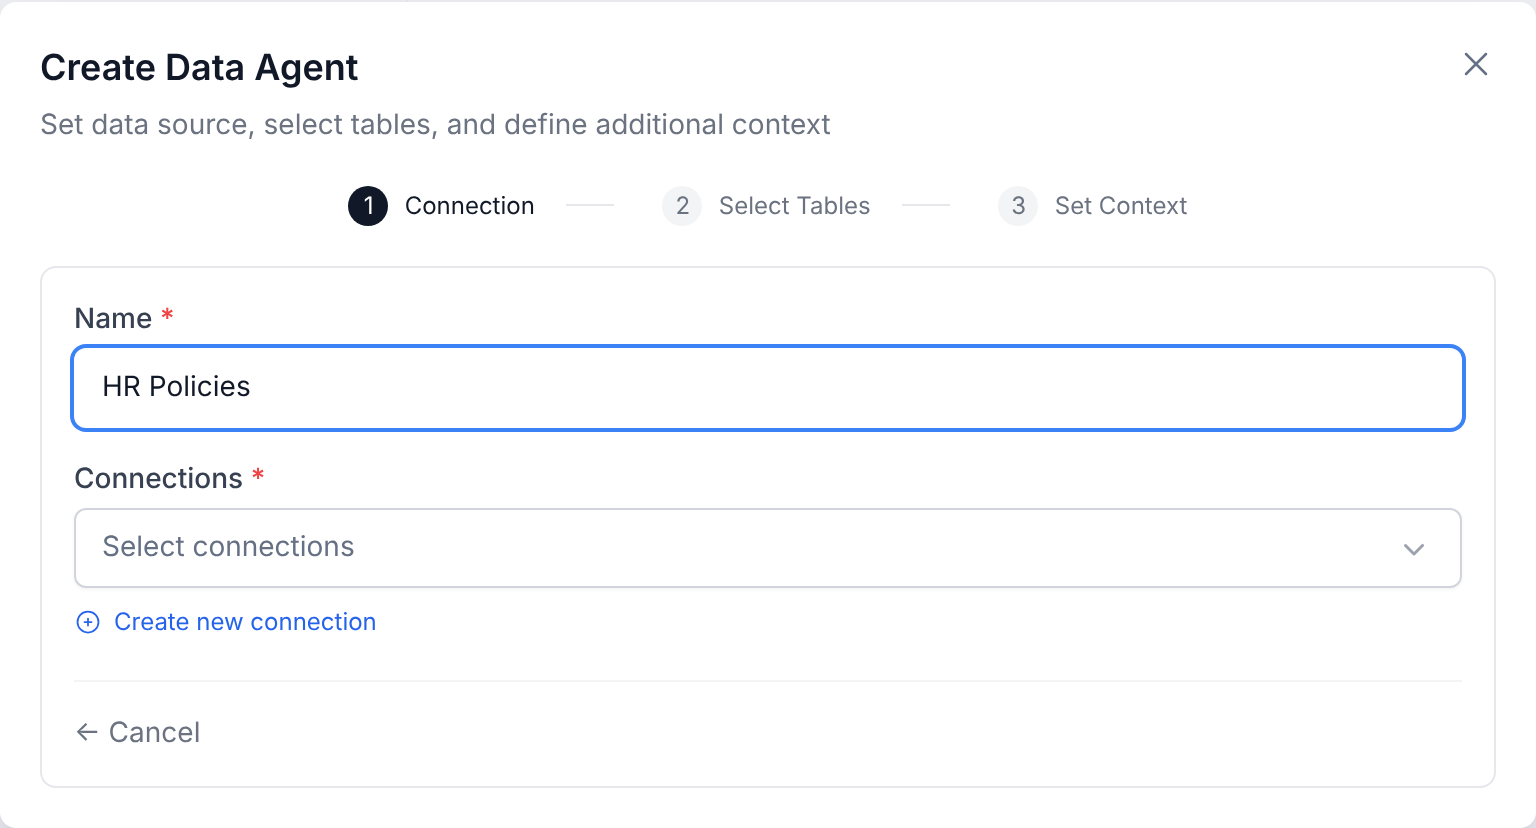 Create Data Agent
Set data source, select tables, and define additional context
1 Connection 2 Select Tables 3 Set Context
Name *
HR Policies
Connections *
Select connections
Create new connection
Cancel